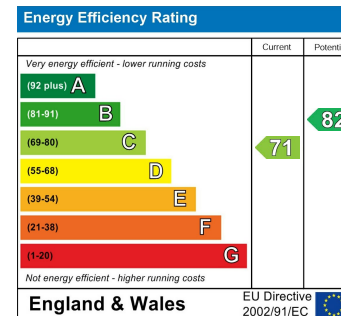 Energy Efficiency Rating
Current Potenti
Very energy efficient - lower running costs
(92 plus) A
(81-91) B
82
(69-80) C
71
(55-68) D
(39-54) E
(21-38) F
(1-20) G
Not energy efficient - higher running costs
England & Wales
EU Directive
2002/91/EC